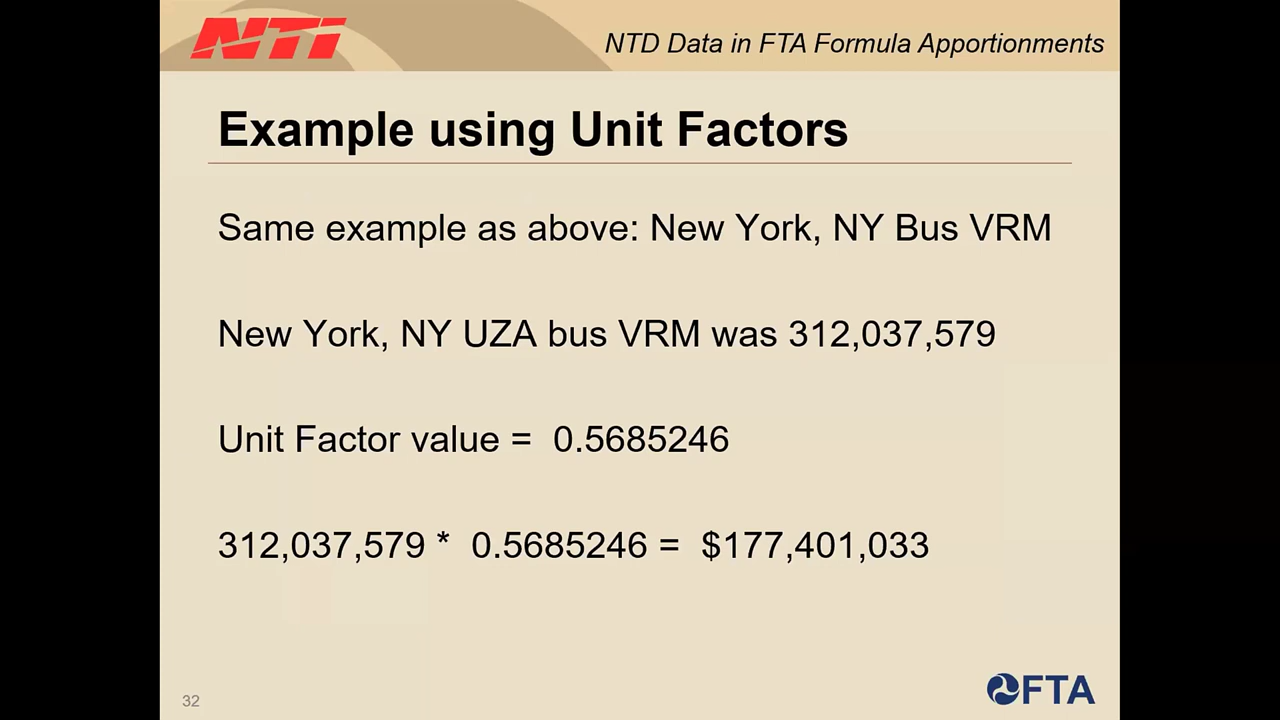 NTI
NTD Data in FTA Formula Apportionments
Example using Unit Factors
Same example as above: New York, NY Bus VRM
New York, NY UZA bus VRM was 312,037,579
Unit Factor value = 0.5685246
312,037,579 * 0.5685246 = $177,401,033
32
FTA